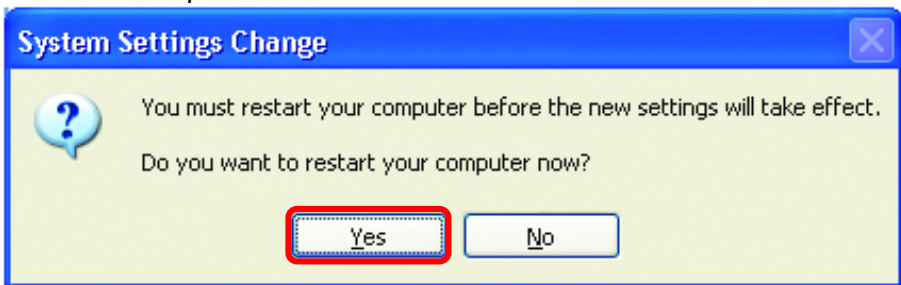 System Settings Change
You must restart your computer before the new settings will take effect.
Do you want to restart your computer now?
Yes No